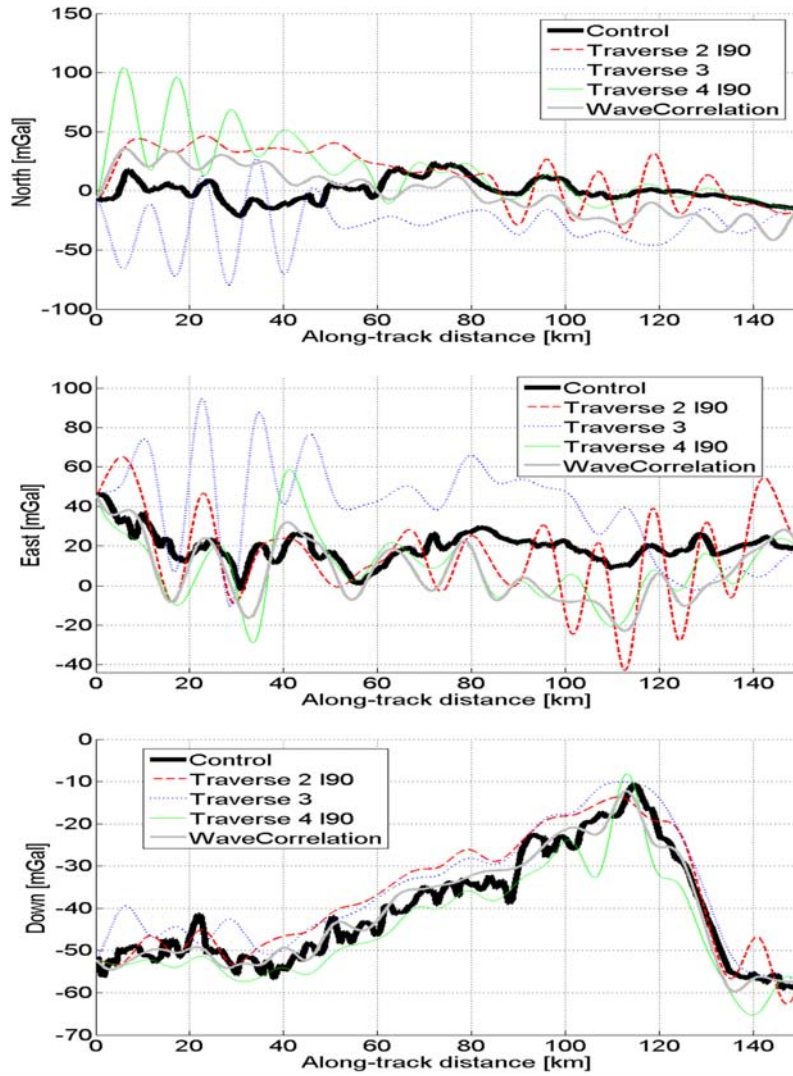 150
100
50
0
-50
-100
North [mGal]
Control
Traverse 2 I90
Traverse 3
Traverse 4 I90
WaveCorrelation
0 20 40 60 80 100 120 140
Along-track distance [km]
100
80
60
40
20
0
-20
-40
East [mGal]
Control
Traverse 2 I90
Traverse 3
Traverse 4 I90
WaveCorrelation
0 20 40 60 80 100 120 140
Along-track distance [km]
0
-10
-20
-30
-40
-50
-60
-70
Down [mGal]
Control
Traverse 2 I90
Traverse 3
Traverse 4 I90
WaveCorrelation
0 20 40 60 80 100 120 140
Along-track distance [km]